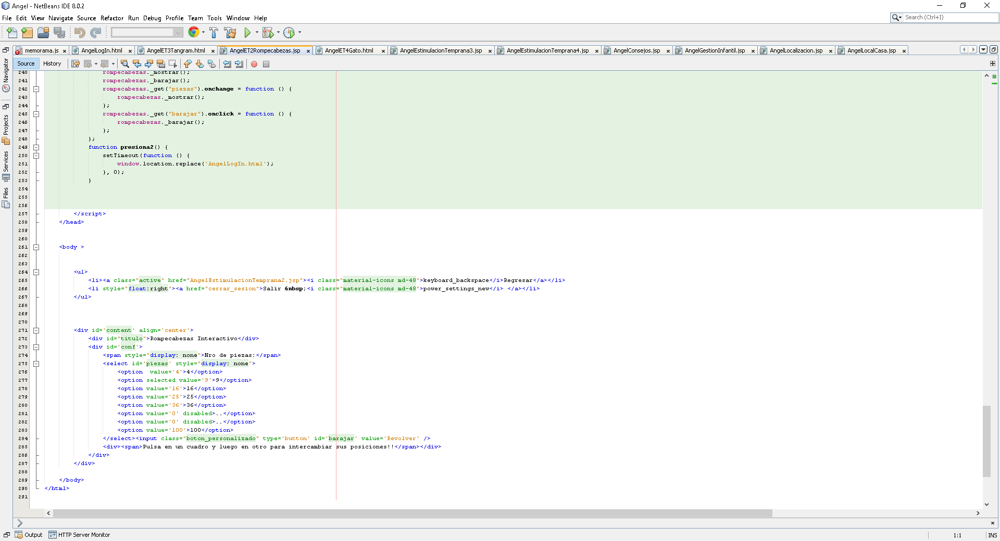 Angel - NetBeans IDE 8.0.2
File Edit View Navigate Source Refactor Run Debug Profile Team Tools Window Help
Search (Ctrl+I)
memorama.js AngelLogIn.html AngelET3Tangram.html AngelET2Rompecabezas.jsp AngelET4Gato.html AngelEstimulacionTemprana3.jsp AngelEstimulacionTemprana4.jsp AngelConsejos.jsp AngelGestionInfantil.jsp AngelLocalizacion.jsp AngelLocalCasa.jsp
Source History
Navigator
Projects
Services
Files
240 rompecabezas._mostrar();
241 rompecabezas._barajar();
242 rompecabezas._get("piezas").onchange = function () {
243 rompecabezas._mostrar();
244 };
245 rompecabezas._get("barajar").onclick = function () {
246 rompecabezas._barajar();
247 };
248 };
249 function presiona2() {
250 setTimeout(function () {
251 window.location.replace('AngelLogIn.html');
252 }, 0);
253 }
254
255
256
257 </script>
258 </head>
259
260
261 <body >
262
263
264 <ul>
265 <li><a class="active" href="AngelEstimulacionTemprana2.jsp"><i class="material-icons md-48">keyboard_backspace</i>Regresar</a></li>
266 <li style="float:right"><a href="cerrar_sesion">Salir &nbsp;<i class="material-icons md-48">power_settings_new</i> </a></li>
267 </ul>
268
269
270
271 <div id='content' align='center'>
272 <div id="titulo">Rompecabezas Interactivo</div>
273 <div id='conf'>
274 <span style="display: none">Nro de piezas:</span>
275 <select id='piezas' style="display: none">
276 <option  value='4'>4</option>
277 <option selected value='9'>9</option>
278 <option value='16'>16</option>
279 <option value='25'>25</option>
280 <option value='36'>36</option>
281 <option value='0' disabled>..</option>
282 <option value='0' disabled>..</option>
283 <option value='100'>100</option>
284 </select><input class="boton_personalizado" type='button' id='barajar' value='Revolver' />
285 <div><span>Pulsa en un cuadro y luego en otro para intercambiar sus posiciones!!</span></div>
286 </div>
287 </div>
288
289 </body>
290 </html>
291
Output HTTP Server Monitor
1:1 INS